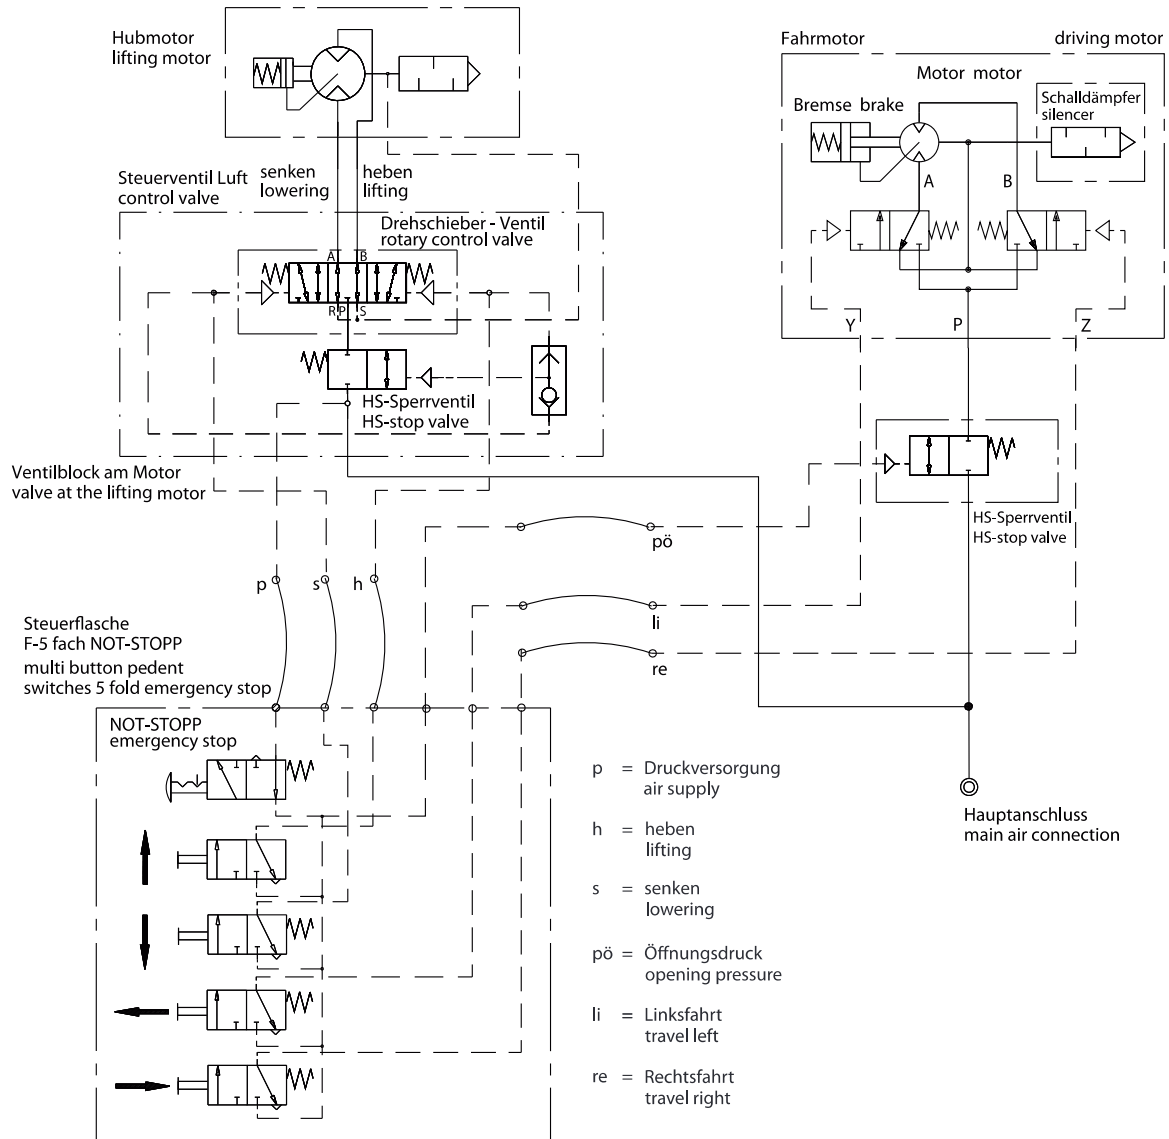 Hubmotor
lifting motor
Fahrmotor
driving motor
Motor motor
Bremse brake
Schalldämpfer
silencer
A
B
senken
lowering
heben
lifting
Steuerventil Luft
control valve
Drehschieber - Ventil
rotary control valve
A
B
R
P
S
Y
P
Z
HS-Sperrventil
HS-stop valve
Ventilblock am Motor
valve at the lifting motor
HS-Sperrventil
HS-stop valve
pö
p
s
h
li
re
Steuerflasche
F-5 fach NOT-STOPP
multi button pedent
switches 5 fold emergency stop
NOT-STOPP
emergency stop
p = Druckversorgung
air supply
h = heben
lifting
s = senken
lowering
pö = Öffnungsdruck
opening pressure
li = Linksfahrt
travel left
re = Rechtsfahrt
travel right
Hauptanschluss
main air connection